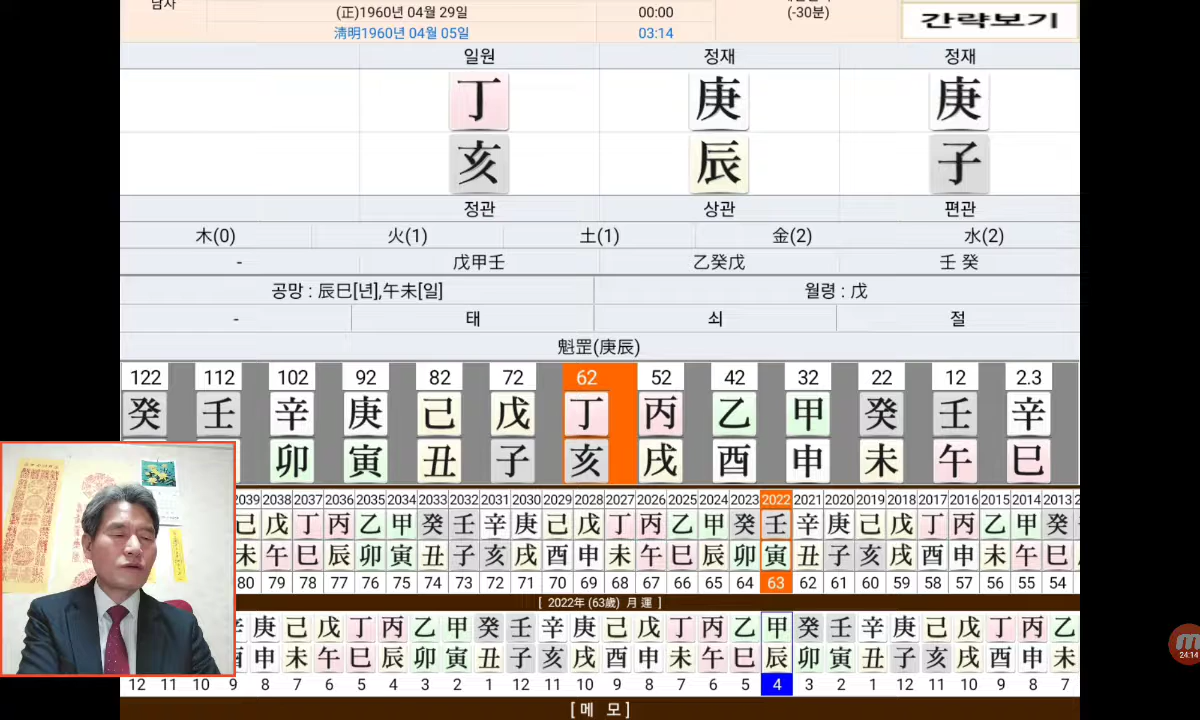 남자
(正)1960년 04월 29일 00:00 (-30분)
淸明1960년 04월 05일 03:14
간략보기
일원 정재 정재
丁 庚 庚
亥 辰 子
정관 상관 편관
木(0) 火(1) 土(1) 金(2) 水(2)
- 戊甲壬 乙癸戊 壬 癸
공망 : 辰巳[년],午未[일] 월령 : 戊
- 태 쇠 절
魁罡(庚辰)
122 112 102 92 82 72 62 52 42 32 22 12 2.3
癸 壬 辛 庚 己 戊 丁 丙 乙 甲 癸 壬 辛
卯 寅 丑 子 亥 戌 酉 申 未 午 巳
2039 2038 2037 2036 2035 2034 2033 2032 2031 2030 2029 2028 2027 2026 2025 2024 2023 2022 2021 2020 2019 2018 2017 2016 2015 2014 2013
己 戊 丁 丙 乙 甲 癸 壬 辛 庚 己 戊 丁 丙 乙 甲 癸 壬 辛 庚 己 戊 丁 丙 乙 甲 癸
未 午 巳 辰 卯 寅 丑 子 亥 戌 酉 申 未 午 巳 辰 卯 寅 丑 子 亥 戌 酉 申 未 午 巳
80 79 78 77 76 75 74 73 72 71 70 69 68 67 66 65 64 63 62 61 60 59 58 57 56 55 54
[ 2022年 (63歲) 月 運 ]
庚 己 戊 丁 丙 乙 甲 癸 壬 辛 庚 己 戊 丁 丙 乙 甲 癸 壬 辛 庚 己 戊 丁 丙 乙
申 未 午 巳 辰 卯 寅 丑 子 亥 戌 酉 申 未 午 巳 辰 卯 寅 丑 子 亥 戌 酉 申 未
12 11 10 9 8 7 6 5 4 3 2 1 12 11 10 9 8 7 6 5 4 3 2 1 12 11 10 9 8 7
[ 메 모 ]
24:14